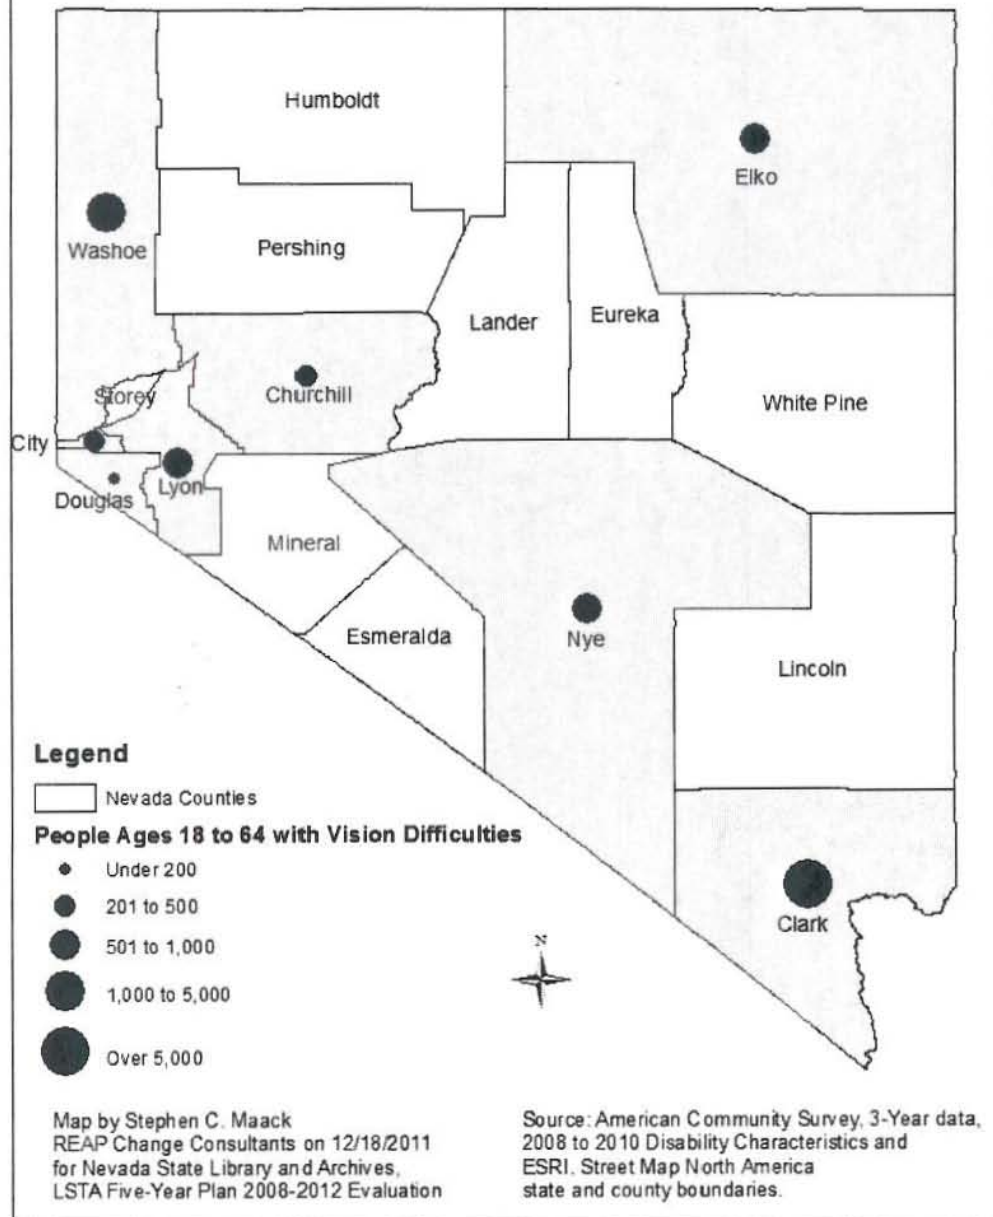 Humboldt
Elko
Washoe
Pershing
Lander
Eureka
Storey
Churchill
White Pine
City
Lyon
Douglas
Mineral
Nye
Esmeralda
Lincoln
Clark
Legend
Nevada Counties
People Ages 18 to 64 with Vision Difficulties
Under 200
201 to 500
501 to 1,000
1,000 to 5,000
Over 5,000
N
Map by Stephen C. Maack
REAP Change Consultants on 12/18/2011
for Nevada State Library and Archives,
LSTA Five-Year Plan 2008-2012 Evaluation
Source: American Community Survey, 3-Year data,
2008 to 2010 Disability Characteristics and
ESRI. Street Map North America
state and county boundaries.